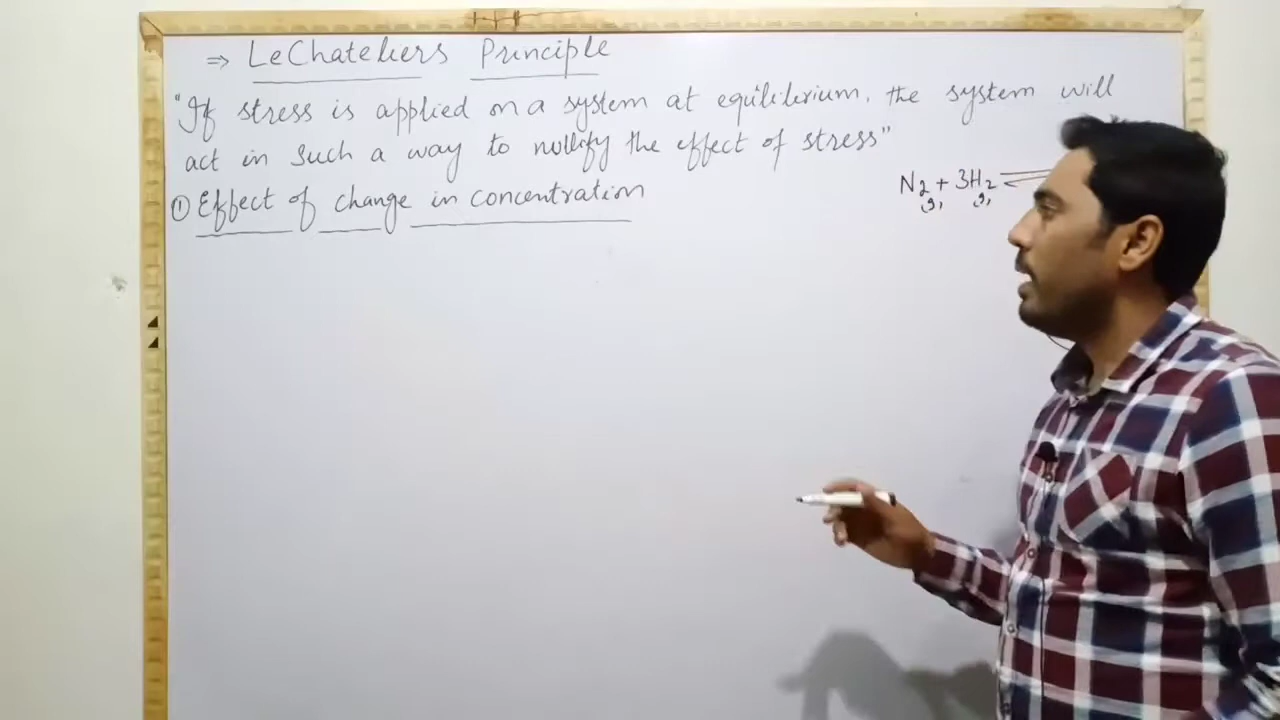 ⇒ LeChateliers Principle
"If stress is applied on a system at equilibrium, the system will
act in such a way to nullify the effect of stress"
N₂ + 3H₂ ⇌
(g) (g)
① Effect of change in concentration